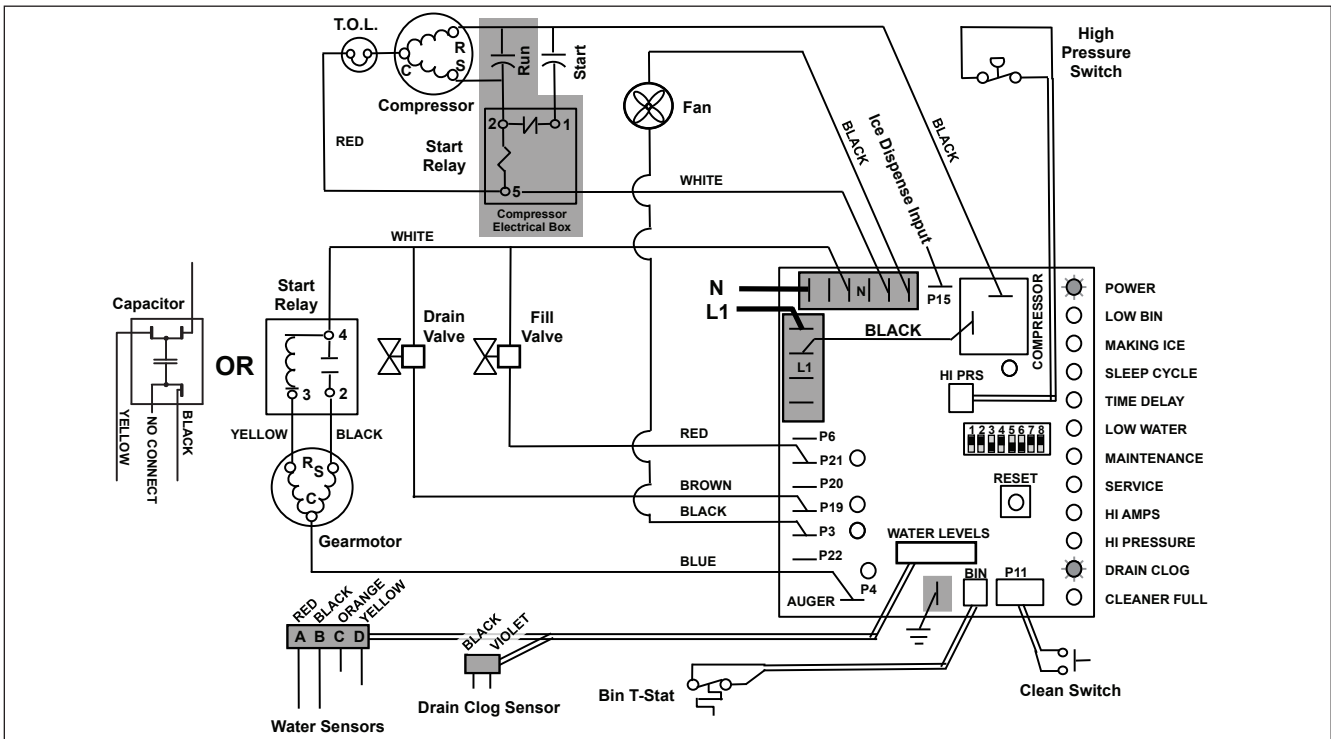 T.O.L.
R
S
C
Compressor
Run
Start
2
1
5
Start
Relay
Compressor
Electrical Box
RED
WHITE
Fan
BLACK
Ice Dispense Input
BLACK
High
Pressure
Switch
WHITE
Capacitor
YELLOW
NO CONNECT
BLACK
OR
Start
Relay
4
3
2
YELLOW
BLACK
R
S
C
Gearmotor
Drain
Valve
Fill
Valve
RED
BROWN
BLACK
BLUE
N
L1
N
P15
BLACK
L1
COMPRESSOR
HI PRS
1 2 3 4 5 6 7 8
RESET
P6
P21
P20
P19
P3
P22
P4
AUGER
WATER LEVELS
BIN
P11
POWER
LOW BIN
MAKING ICE
SLEEP CYCLE
TIME DELAY
LOW WATER
MAINTENANCE
SERVICE
HI AMPS
HI PRESSURE
DRAIN CLOG
CLEANER FULL
RED
BLACK
ORANGE
YELLOW
A B C D
Water Sensors
BLACK
VIOLET
Drain Clog Sensor
Bin T-Stat
Clean Switch